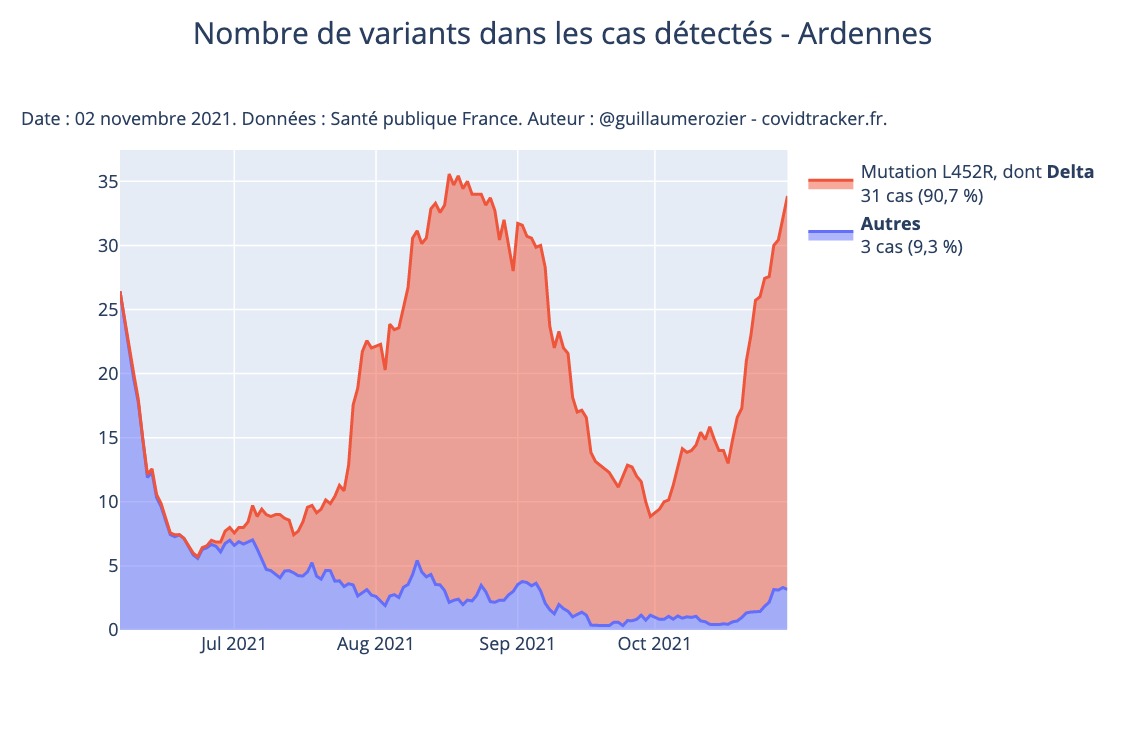 Nombre de variants dans les cas détectés - Ardennes
Date : 02 novembre 2021. Données : Santé publique France. Auteur : @guillaumerozier - covidtracker.fr.
Mutation L452R, dont Delta
31 cas (90,7 %)
Autres
3 cas (9,3 %)
35
30
25
20
15
10
5
0
Jul 2021
Aug 2021
Sep 2021
Oct 2021